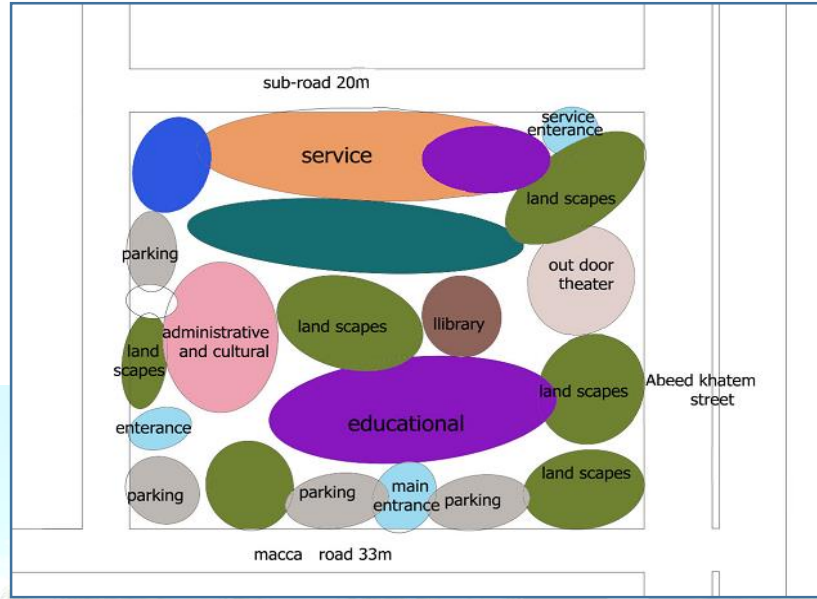 sub-road 20m
service
enterance
service
land scapes
parking
out door
theater
administrative
and cultural
land scapes
llibrary
land
scapes
land scapes
Abeed khatem
street
enterance
educational
parking
parking
main
entrance
parking
land scapes
macca road 33m